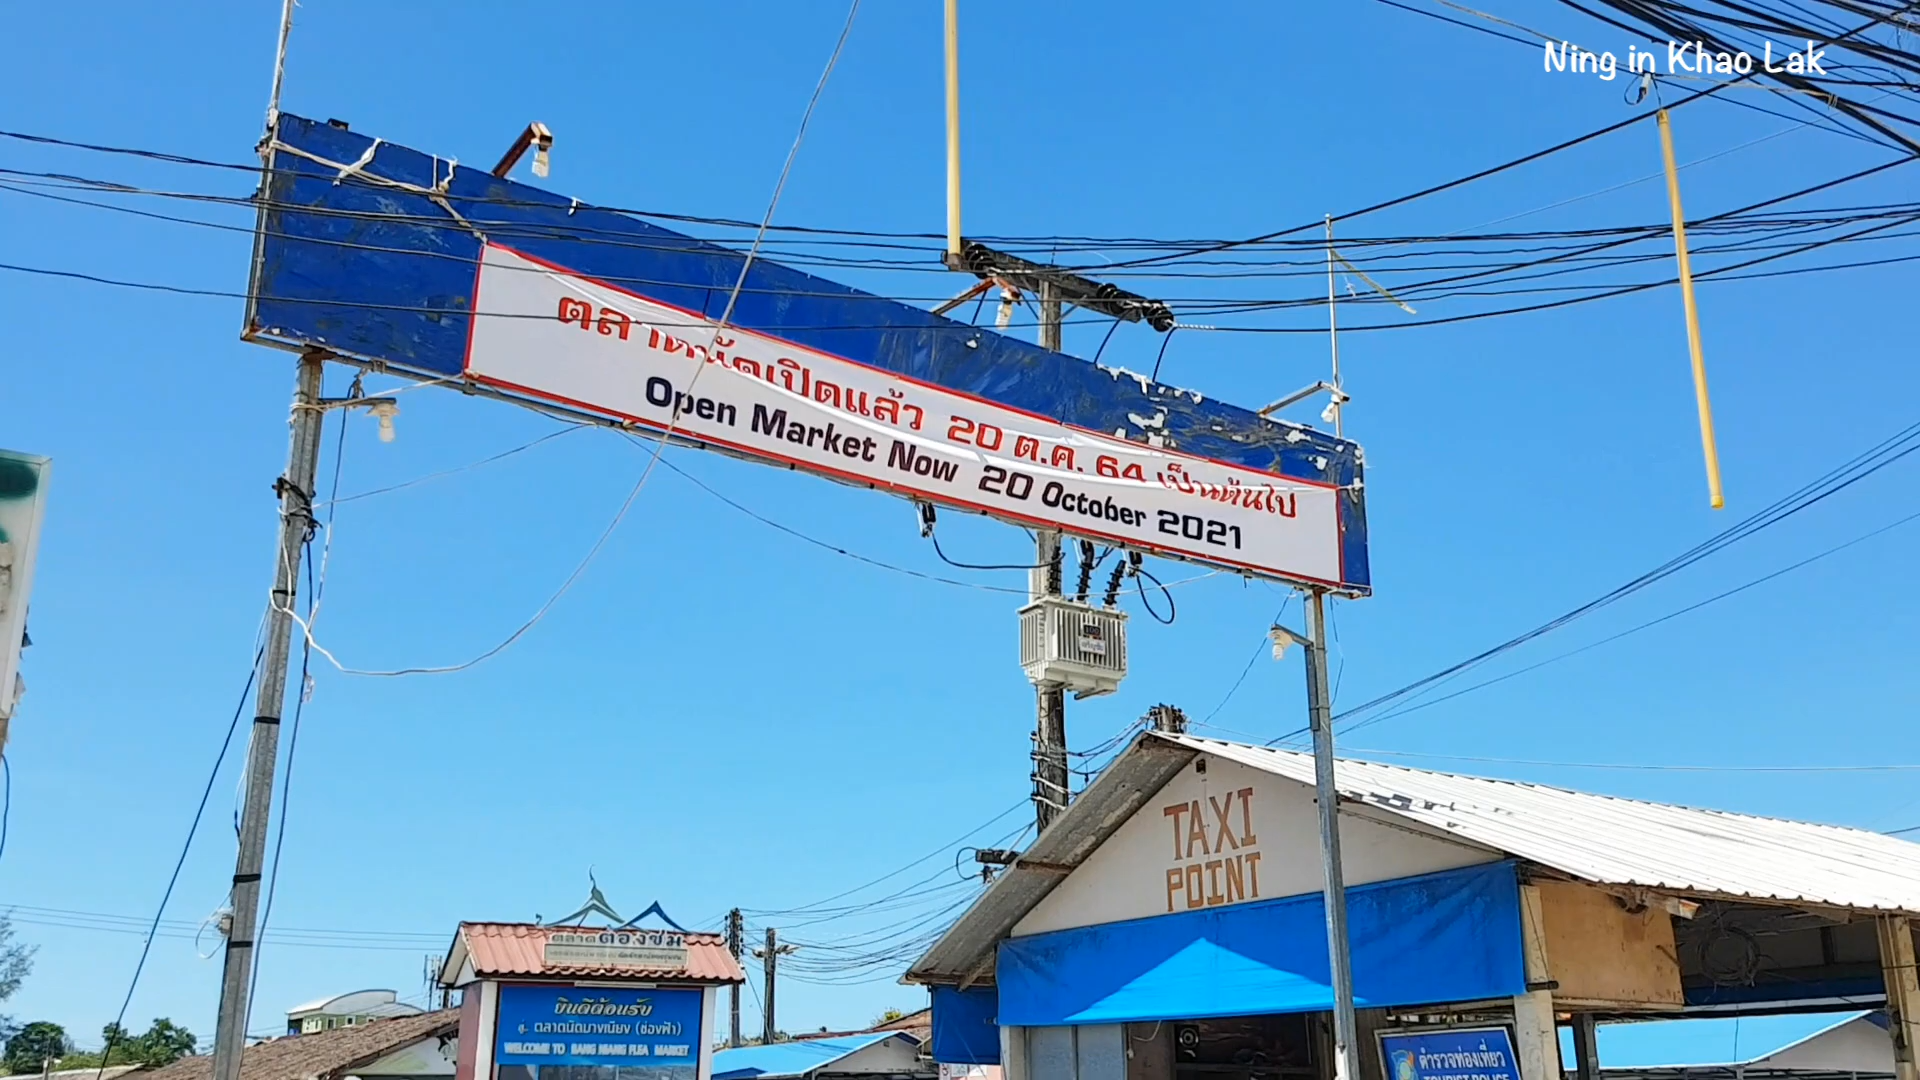 Ning in Khao Lak
ตลาดนัดเปิดแล้ว 20 ต.ค. 64 เป็นต้นไป
Open Market Now 20 October 2021
TAXI
POINT
ตลาดต้องชม
ยินดีต้อนรับ
สู่ ตลาดนัดบางเนียง (ช่องฟ้า)
WELCOME TO BANG NIANG FLEA MARKET
ตำรวจท่องเที่ยว
TOURIST POLICE